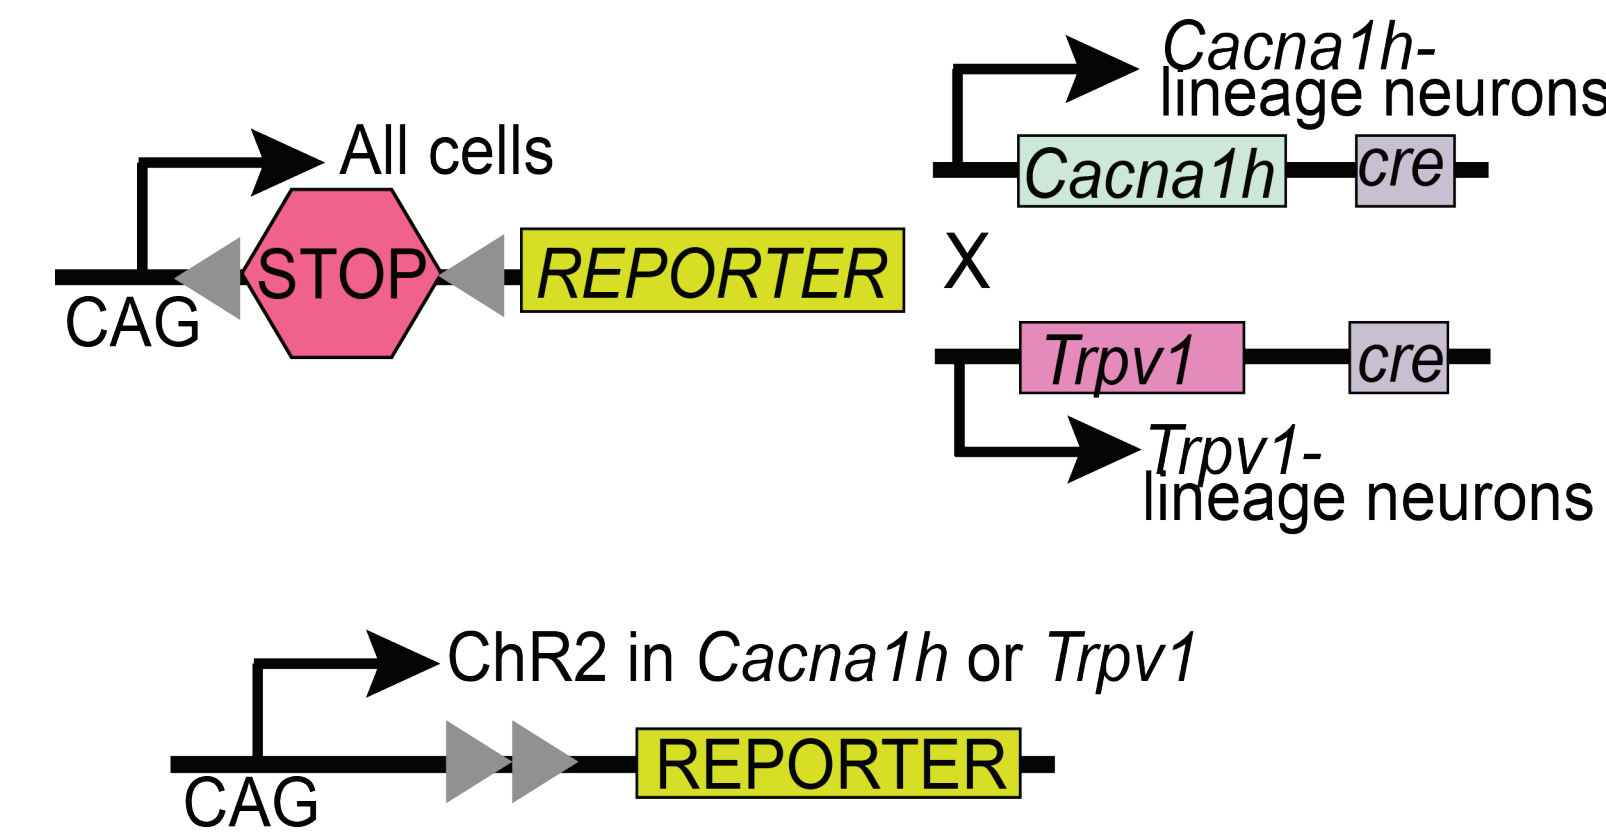 Cacna1h-
lineage neurons
All cells
Cacna1h
cre
STOP
REPORTER
X
CAG
Trpv1
cre
Trpv1-
lineage neurons
ChR2 in Cacna1h or Trpv1
REPORTER
CAG